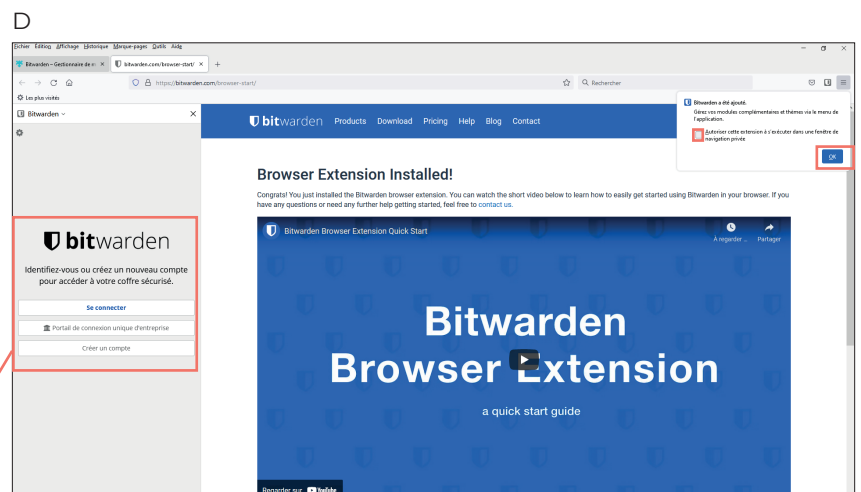 D
Fichier Edition Affichage Historique Marque-pages Outils Aide
Bitwarden – Gestionnaire de m
bitwarden.com/browser-start/
https://bitwarden.com/browser-start/
Rechercher
Les plus visités
Bitwarden
bitwarden Products Download Pricing Help Blog Contact
Bitwarden a été ajouté.
Gérez vos modules complémentaires et thèmes via le menu de
l'application.
Autoriser cette extension à s'exécuter dans une fenêtre de
navigation privée
OK
Browser Extension Installed!
Congrats! You just installed the Bitwarden browser extension. You can watch the short video below to learn how to easily get started using Bitwarden in your browser. If you
have any questions or need any further help getting started, feel free to contact us.
bitwarden
Identifiez-vous ou créez un nouveau compte
pour accéder à votre coffre sécurisé.
Se connecter
Portail de connexion unique d'entreprise
Créer un compte
Bitwarden Browser Extension Quick Start
À regarder ...
Partager
Bitwarden
Browser Extension
a quick start guide
Regarder sur YouTube